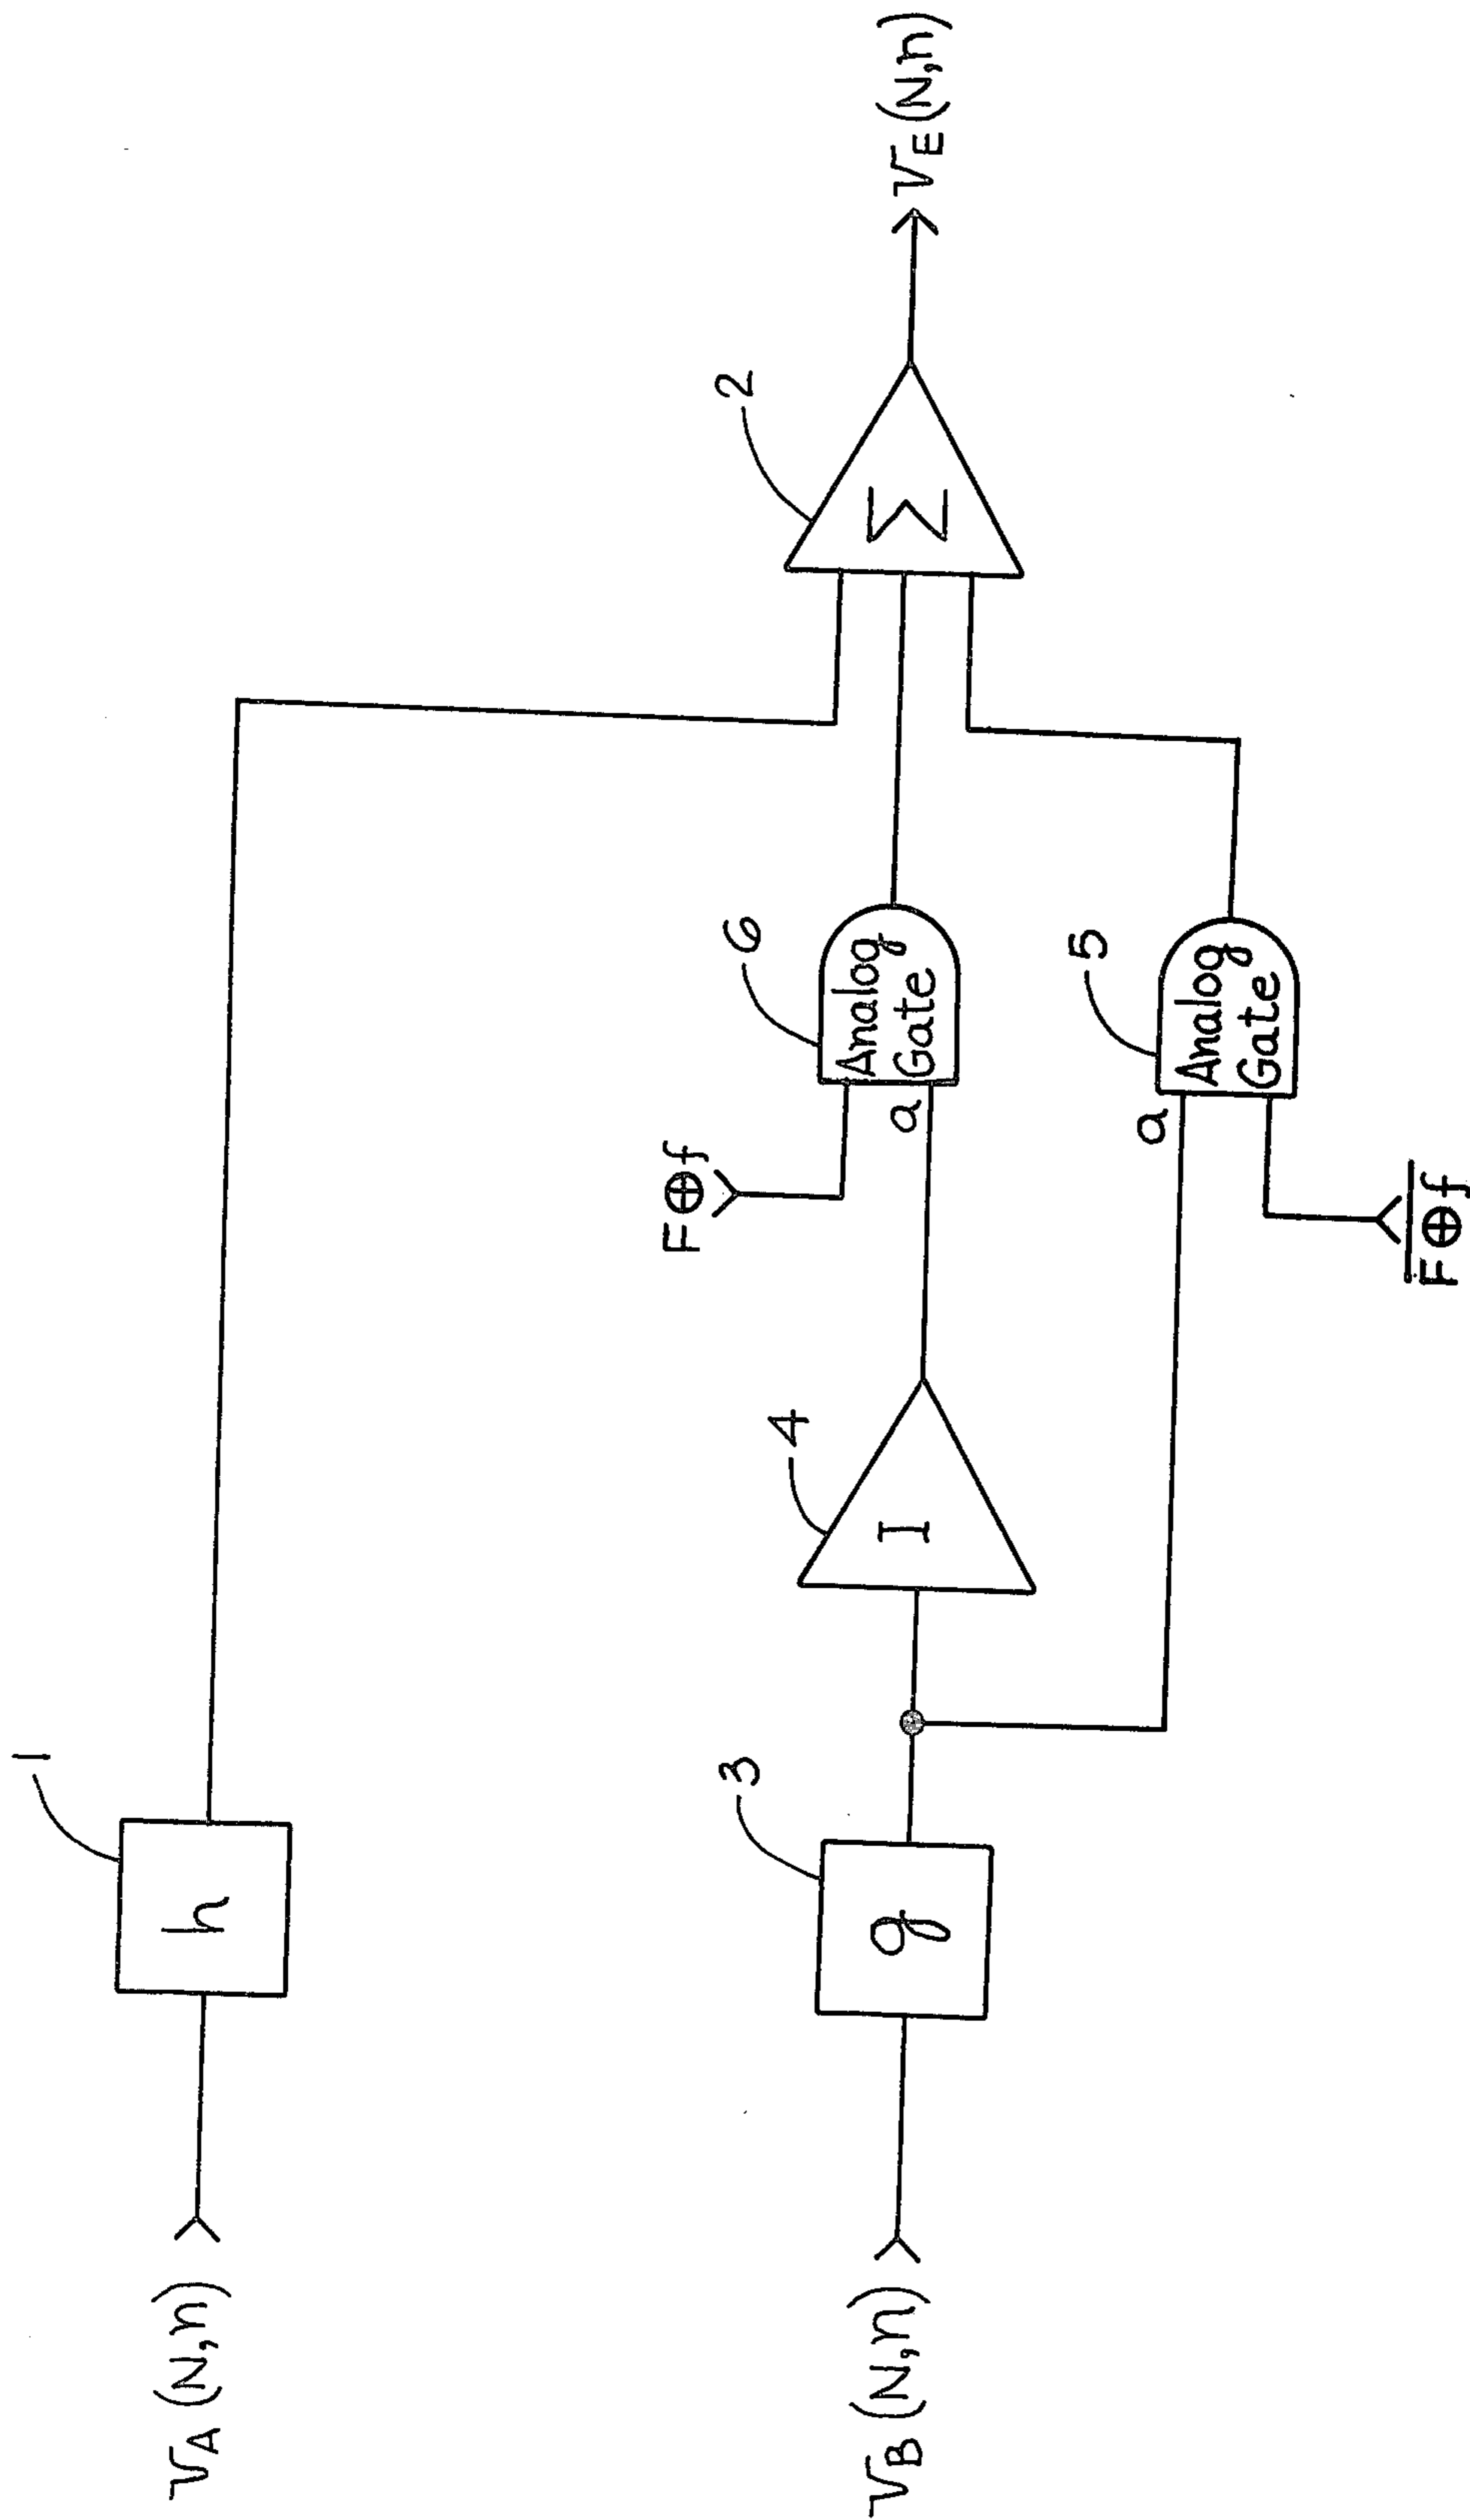 V_A (N,n)
h
1
V_B (N,n)
g
3
I
4
F⊕f
a
Analog
Gate
6
a
Analog
Gate
5
F⊕f̅
Σ
2
V_E (N,n)